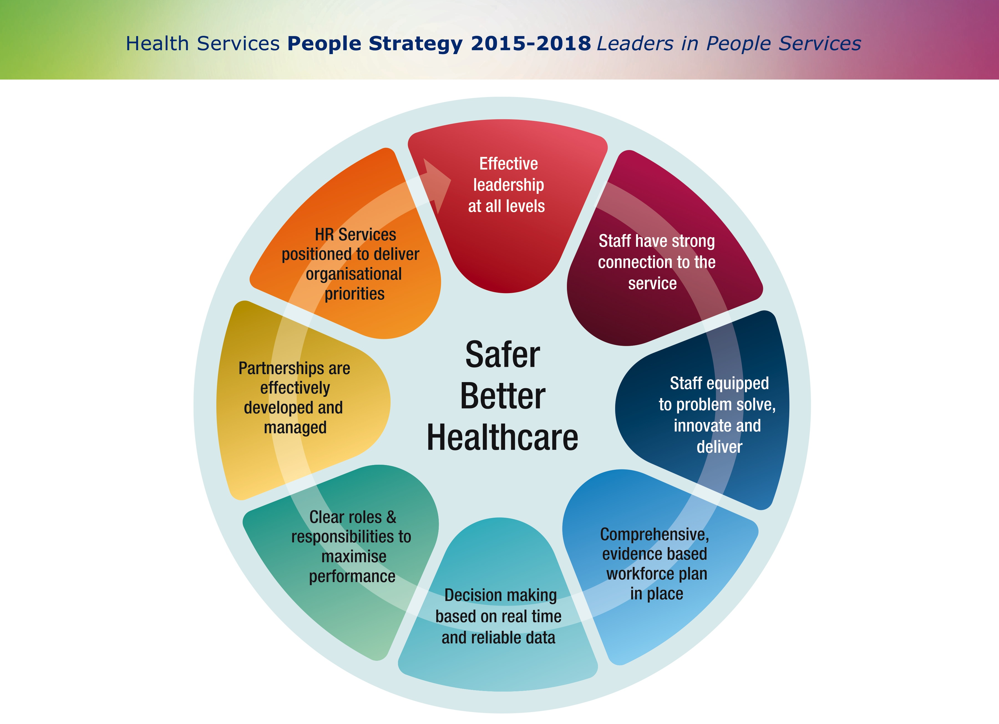 Health Services People Strategy 2015-2018 Leaders in People Services
Effective
leadership
at all levels
Staff have strong
connection to the
service
Staff equipped
to problem solve,
innovate and
deliver
Comprehensive,
evidence based
workforce plan
in place
Decision making
based on real time
and reliable data
Clear roles &
responsibilities to
maximise
performance
Partnerships are
effectively
developed and
managed
HR Services
positioned to deliver
organisational
priorities
Safer
Better
Healthcare